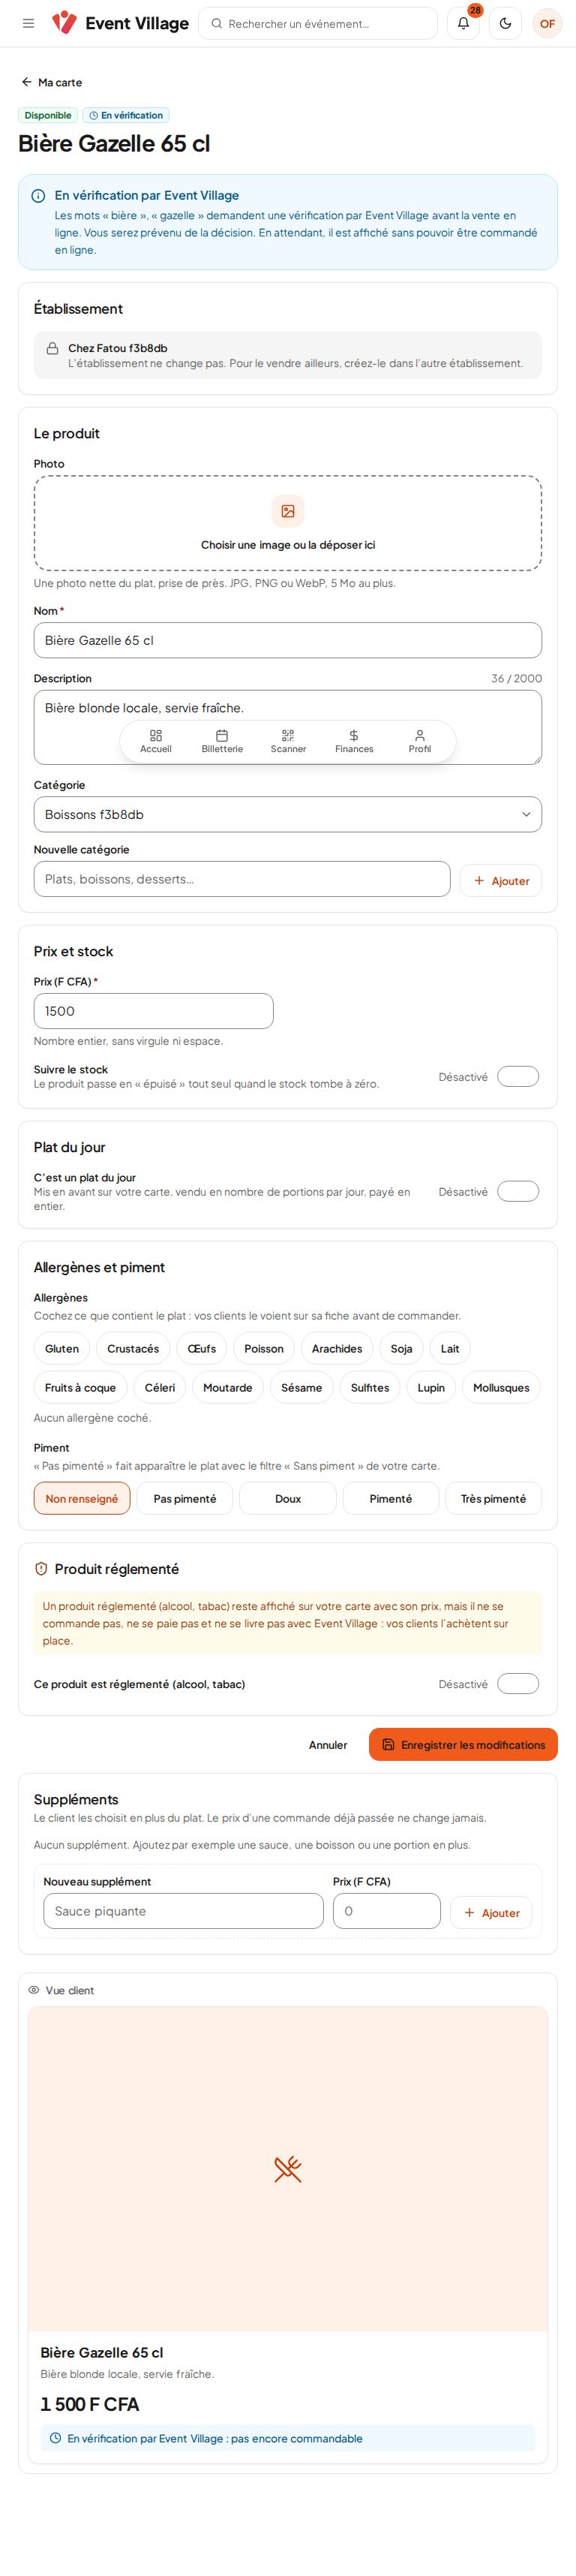 Event Village
Rechercher un événement...
28
OF
Ma carte
Disponible
En vérification
Bière Gazelle 65 cl
En vérification par Event Village
Les mots « bière », « gazelle » demandent une vérification par Event Village avant la vente en
ligne. Vous serez prévenu de la décision. En attendant, il est affiché sans pouvoir être commandé
en ligne.
Établissement
Chez Fatou f3b8db
L'établissement ne change pas. Pour le vendre ailleurs, créez-le dans l'autre établissement.
Le produit
Photo
Choisir une image ou la déposer ici
Une photo nette du plat, prise de près. JPG, PNG ou WebP, 5 Mo au plus.
Nom *
Bière Gazelle 65 cl
Description
36 / 2000
Bière blonde locale, servie fraîche.
Accueil
Billetterie
Scanner
Finances
Profil
Catégorie
Boissons f3b8db
Nouvelle catégorie
Plats, boissons, desserts...
Ajouter
Prix et stock
Prix (F CFA) *
1500
Nombre entier, sans virgule ni espace.
Suivre le stock
Le produit passe en « épuisé » tout seul quand le stock tombe à zéro.
Désactivé
Plat du jour
C'est un plat du jour
Mis en avant sur votre carte, vendu en nombre de portions par jour, payé en
entier.
Désactivé
Allergènes et piment
Allergènes
Cochez ce que contient le plat : vos clients le voient sur sa fiche avant de commander.
Gluten
Crustacés
Œufs
Poisson
Arachides
Soja
Lait
Fruits à coque
Céleri
Moutarde
Sésame
Sulfites
Lupin
Mollusques
Aucun allergène coché.
Piment
« Pas pimenté » fait apparaître le plat avec le filtre « Sans piment » de votre carte.
Non renseigné
Pas pimenté
Doux
Pimenté
Très pimenté
Produit réglementé
Un produit réglementé (alcool, tabac) reste affiché sur votre carte avec son prix, mais il ne se
commande pas, ne se paie pas et ne se livre pas avec Event Village : vos clients l'achètent sur
place.
Ce produit est réglementé (alcool, tabac)
Désactivé
Annuler
Enregistrer les modifications
Suppléments
Le client les choisit en plus du plat. Le prix d'une commande déjà passée ne change jamais.
Aucun supplément. Ajoutez par exemple une sauce, une boisson ou une portion en plus.
Nouveau supplément
Prix (F CFA)
Sauce piquante
0
Ajouter
Vue client
Bière Gazelle 65 cl
Bière blonde locale, servie fraîche.
1 500 F CFA
En vérification par Event Village : pas encore commandable